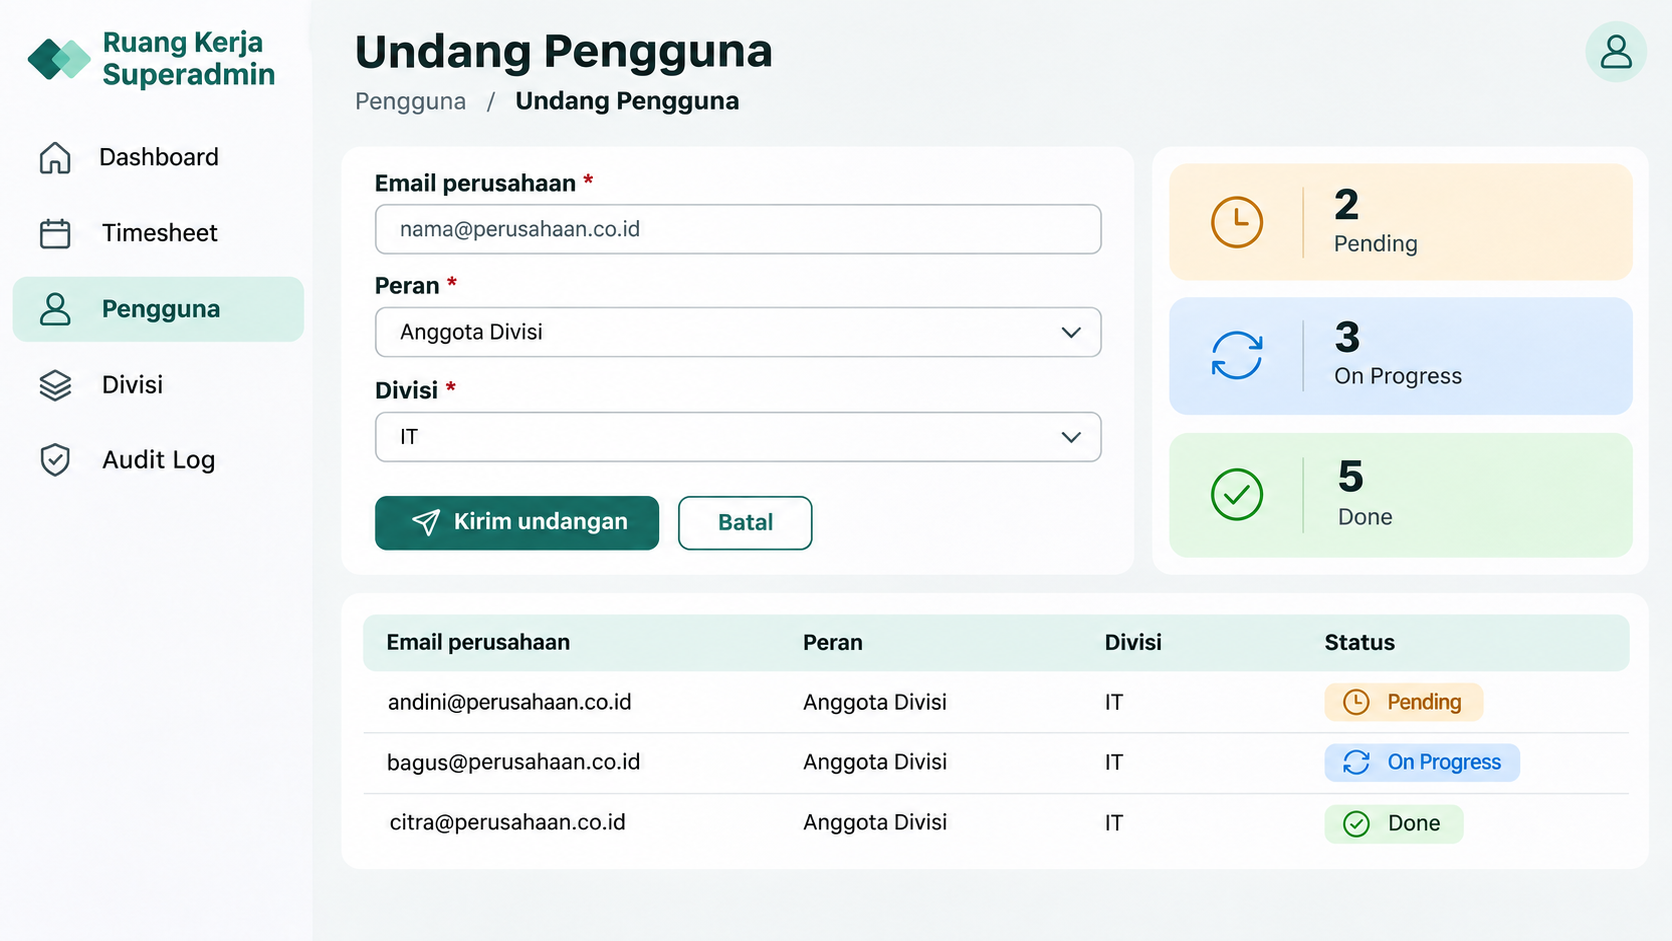 Ruang Kerja
Superadmin
Dashboard
Timesheet
Pengguna
Divisi
Audit Log
Undang Pengguna
Pengguna / Undang Pengguna
Email perusahaan *
nama@perusahaan.co.id
Peran *
Anggota Divisi
Divisi *
IT
Kirim undangan
Batal
2
Pending
3
On Progress
5
Done
Email perusahaan Peran Divisi Status
andini@perusahaan.co.id Anggota Divisi IT Pending
bagus@perusahaan.co.id Anggota Divisi IT On Progress
citra@perusahaan.co.id Anggota Divisi IT Done